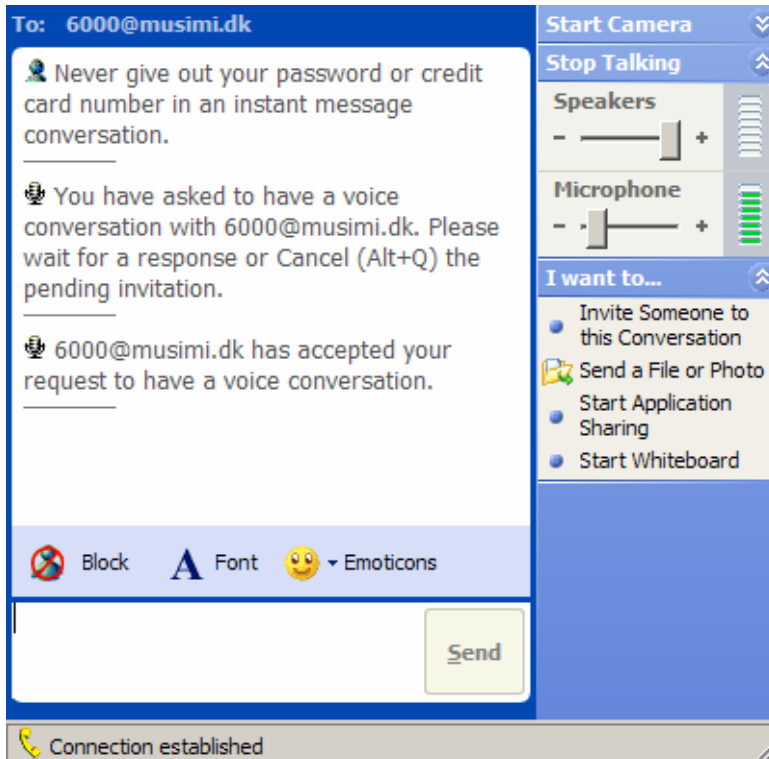 To: 6000@musimi.dk
Never give out your password or credit
card number in an instant message
conversation.
You have asked to have a voice
conversation with 6000@musimi.dk. Please
wait for a response or Cancel (Alt+Q) the
pending invitation.
6000@musimi.dk has accepted your
request to have a voice conversation.
Block
A Font
Emoticons
Send
Connection established
Start Camera
Stop Talking
Speakers
- +
Microphone
- +
I want to...
Invite Someone to
this Conversation
Send a File or Photo
Start Application
Sharing
Start Whiteboard